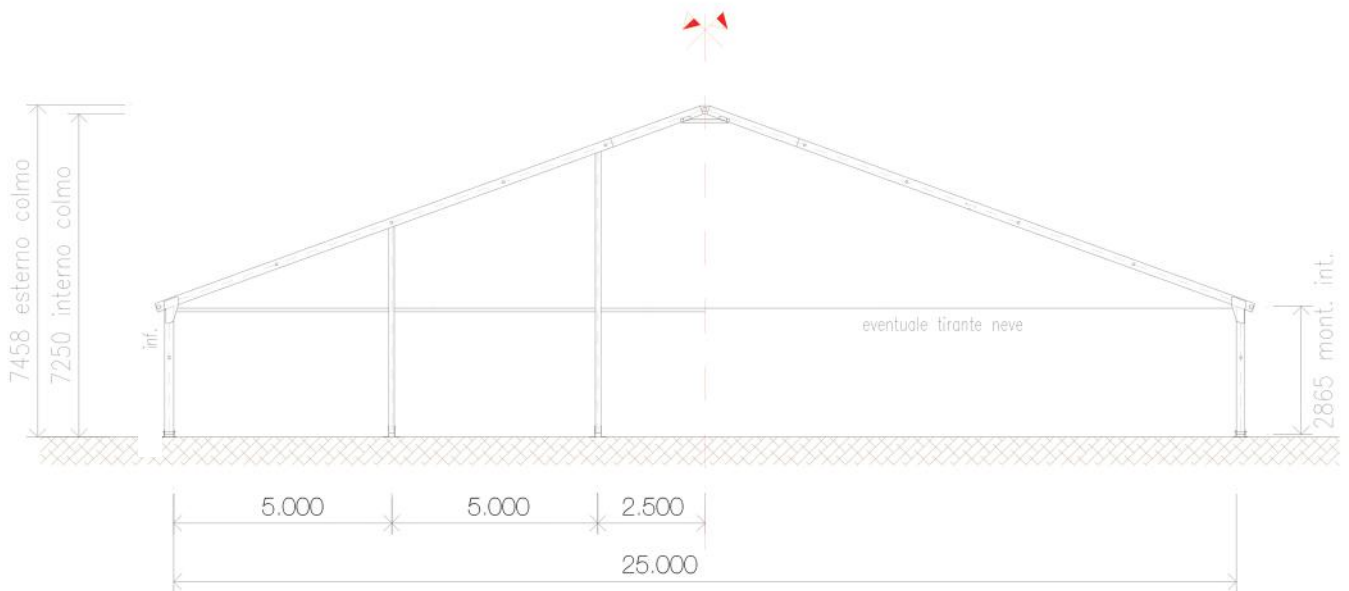 7458 esterno colmo
7250 interno colmo
inf.
eventuale tirante neve
2865 mont. int.
5.000
5.000
2.500
25.000